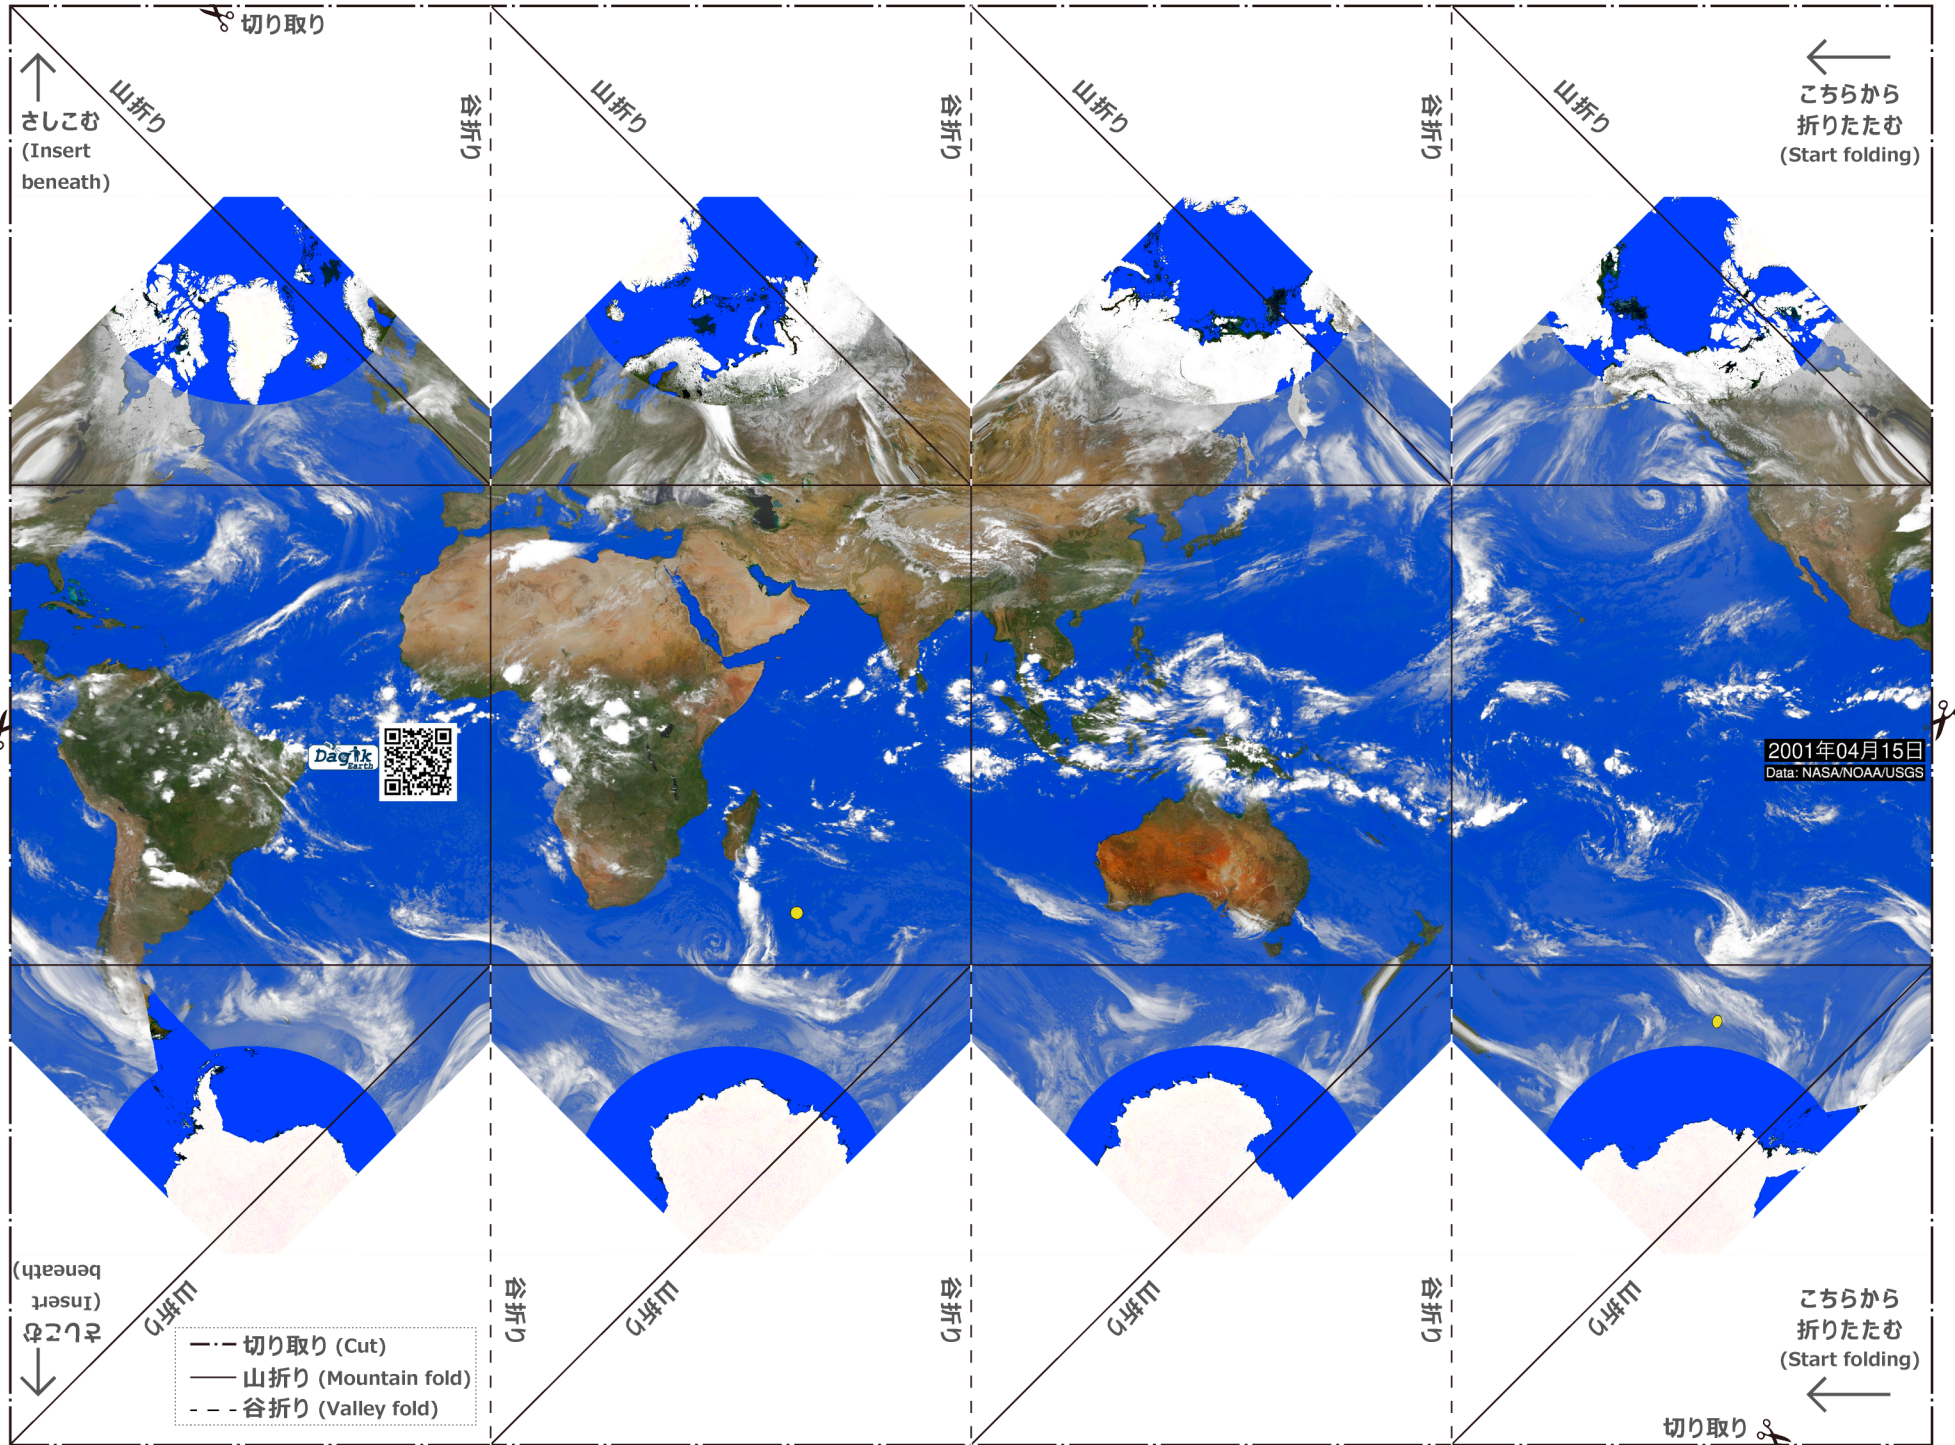 切り取り
さしこむ
(Insert
beneath)
山折り
谷折り
山折り
谷折り
山折り
谷折り
山折り
こちらから
折りたたむ
(Start folding)
Dagik
Earth
2001年04月15日
Data: NASA/NOAA/USGS
さしこむ
(Insert
beneath)
山折り
谷折り
山折り
谷折り
山折り
谷折り
山折り
こちらから
折りたたむ
(Start folding)
切り取り (Cut)
山折り (Mountain fold)
谷折り (Valley fold)
切り取り